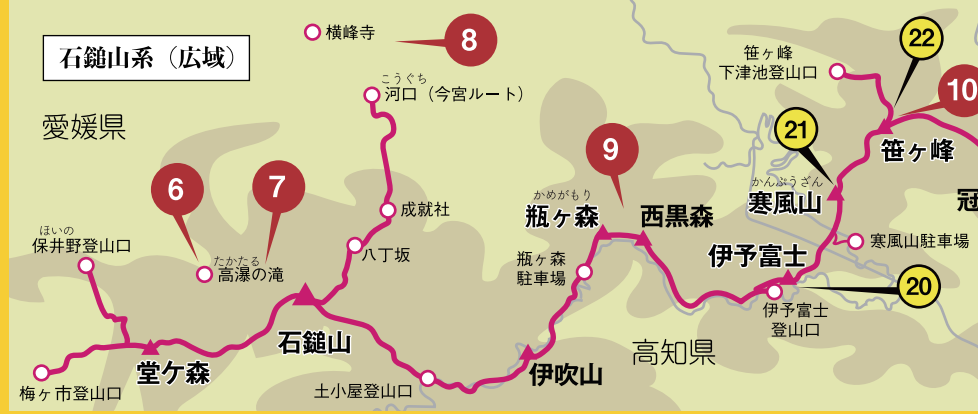 石鎚山系（広域）
横峰寺
8
22
笹ヶ峰
下津池登山口
10
こうぐち
河口（今宮ルート）
愛媛県
21
笹ヶ峰
9
6
7
かんぷうざん
寒風山
かめがもり
瓶ヶ森
西黒森
成就社
ほいの
保井野登山口
八丁坂
寒風山駐車場
たかたる
高瀑の滝
伊予富士
瓶ヶ森
駐車場
20
伊予富士
登山口
石鎚山
高知県
堂ケ森
伊吹山
梅ヶ市登山口
土小屋登山口